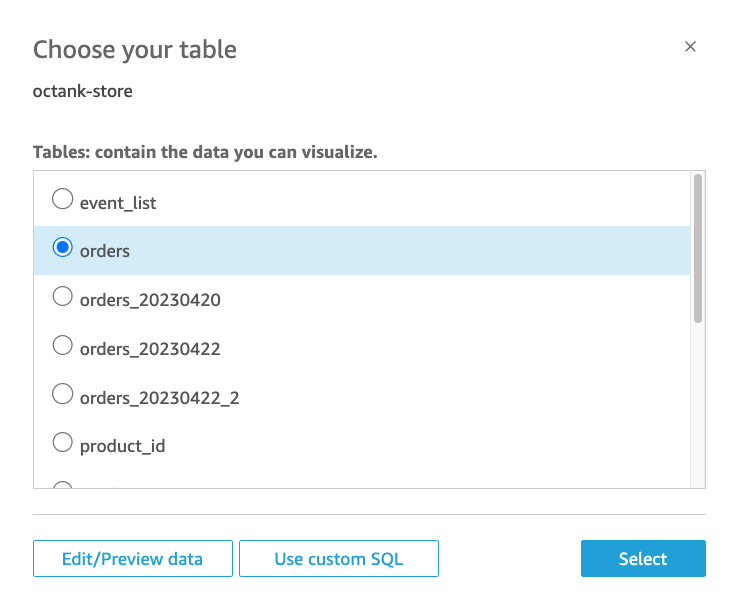 Choose your table
octank-store
Tables: contain the data you can visualize.
event_list
orders
orders_20230420
orders_20230422
orders_20230422_2
product_id
Edit/Preview data
Use custom SQL
Select